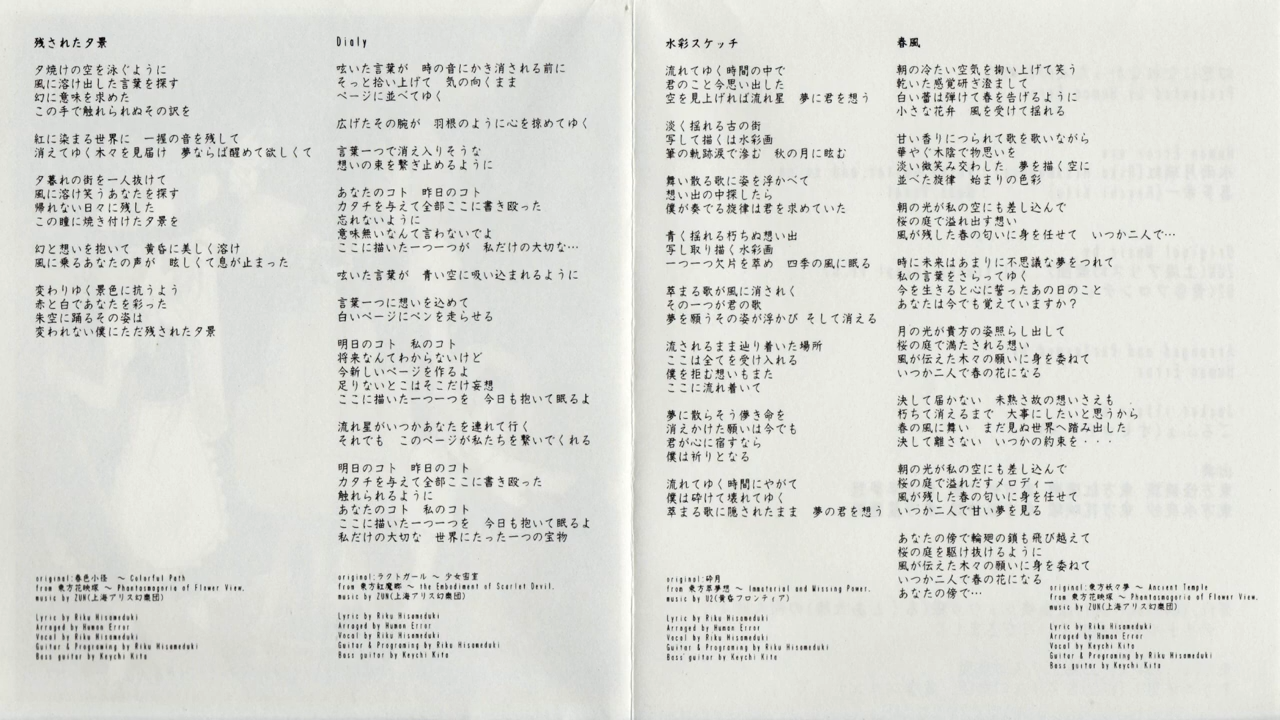 残された夕景
夕焼けの空を泳ぐように
風に溶け出した言葉を探す
幻に意味を求めた
この手で触れられぬその訳を
紅に染まる世界に　一握の音を残して
消えてゆく木々を見届け　夢ならば醒めて欲しくて
夕暮れの街を一人抜けて
風に溶け笑うあなたを探す
帰れない日々に残した
この瞳に焼き付けた夕景を
幻と想いを抱いて　黄昏に美しく溶け
風に乗るあなたの声が　眩しくて息が止まった
変わりゆく景色に抗うよう
赤と白であなたを彩った
朱空に踊るその姿は
変われない僕にただ残された夕景
original:春色小径　～ Colorful Path
from 東方花映塚 ～ Phantasmagoria of Flower View.
music by ZUN(上海アリス幻樂団)
Lyric by Riku Hisameduki
Arraged by Human Error
Vocal by Riku Hisameduki
Guitar & Programing by Riku Hisameduki
Bass guitar by Keychi Kita
Dialy
呟いた言葉が　時の音にかき消される前に
そっと拾い上げて　気の向くまま
ページに並べてゆく
広げたその腕が　羽根のように心を掠めてゆく
言葉一つで消え入りそうな
想いの束を繋ぎ止めるように
あなたのコト　昨日のコト
カタチを与えて全部ここに書き殴った
忘れないように
意味無いなんて言わないでよ
ここに描いた一つ一つが　私だけの大切な…
呟いた言葉が　青い空に吸い込まれるように
言葉一つに想いを込めて
白いページにペンを走らせる
明日のコト　私のコト
将来なんてわからないけど
今新しいページを作るよ
足りないとこはそこだけ妄想
ここに描いた一つ一つを　今日も抱いて眠るよ
流れ星がいつかあなたを連れて行く
それでも　このページが私たちを繋いでくれる
明日のコト　昨日のコト
カタチを与えて全部ここに書き殴った
触れられるように
あなたのコト　私のコト
ここに描いた一つ一つを　今日も抱いて眠るよ
私だけの大切な　世界にたった一つの宝物
original:ラクトガール　～ 少女密室
from 東方紅魔郷 ～ the Embodiment of Scarlet Devil.
music by ZUN(上海アリス幻樂団)
Lyric by Riku Hisameduki
Arraged by Human Error
Vocal by Riku Hisameduki
Guitar & Programing by Riku Hisameduki
Bass guitar by Keychi Kita
水彩スケッチ
流れてゆく時間の中で
君のこと今思い出した
空を見上げれば流れ星　夢に君を想う
淡く揺れる古の街
写して描くは水彩画
筆の軌跡涙で滲む　秋の月に眩む
舞い散る歌に姿を浮かべて
想い出の中探したら
僕が奏でる旋律は君を求めていた
青く揺れる朽ちぬ想い出
写し取り描く水彩画
一つ一つ欠片を萃め　四季の風に眠る
萃まる歌が風に消されく
その一つが君の歌
夢を願うその姿が浮かび そして消える
流されるまま辿り着いた場所
ここは全てを受け入れる
僕を拒む想いもまた
ここに流れ着いて
夢に散らそう儚き命を
消えかけた願いは今でも
君が心に宿すなら
僕は祈りとなる
流れてゆく時間にやがて
僕は砕けて壊れてゆく
萃まる歌に隠されたまま　夢の君を想う
original:砕月
from 東方萃夢想 ～ Immaterial and Missing Power.
music by U2(黄昏フロンティア)
Lyric by Riku Hisameduki
Arraged by Human Error
Vocal by Riku Hisameduki
Guitar & Programing by Riku Hisameduki
Bass guitar by Keychi Kita
春風
朝の冷たい空気を掬い上げて笑う
乾いた感覚研ぎ澄まして
白い蕾は弾けて春を告げるように
小さな花弁　風を受けて揺れる
甘い香りにつられて歌を歌いながら
華やぐ木陰で物思いを
淡い微笑み交わした　夢を描く空に
並べた旋律　始まりの色彩
朝の光が私の空にも差し込んで
桜の庭で溢れ出す想い
風が残した春の匂いに身を任せて　いつか二人で…
時に未来はあまりに不思議な夢をつれて
私の言葉をさらってゆく
今を生きると心に誓ったあの日のこと
あなたは今でも覚えていますか？
月の光が貴方の姿照らし出して
桜の庭で満たされる想い
風が伝えた木々の願いに身を委ねて
いつか二人で春の花になる
決して届かない　未熟さ故の想いさえも
朽ちて消えるまで　大事にしたいと思うから
春の風に舞い　まだ見ぬ世界へ踏み出した
決して離さない　いつかの約束を・・・
朝の光が私の空にも差し込んで
桜の庭で溢れだすメロディー
風が残した春の匂いに身を任せて
いつか二人で甘い夢を見る
あなたの傍で輪廻の鎖も飛び越えて
桜の庭を駆け抜けるように
風が伝えた木々の願いに身を委ねて
いつか二人で春の花になる
あなたの傍で…
original:東方妖々夢 ～ Ancient Temple
from 東方花映塚 ～ Phantasmagoria of Flower View.
music by ZUN(上海アリス幻樂団)
Lyric by Riku Hisameduki
Arraged by Human Error
Vocal by Keychi Kita
Guitar & Programing by Riku Hisameduki
Bass guitar by Keychi Kita